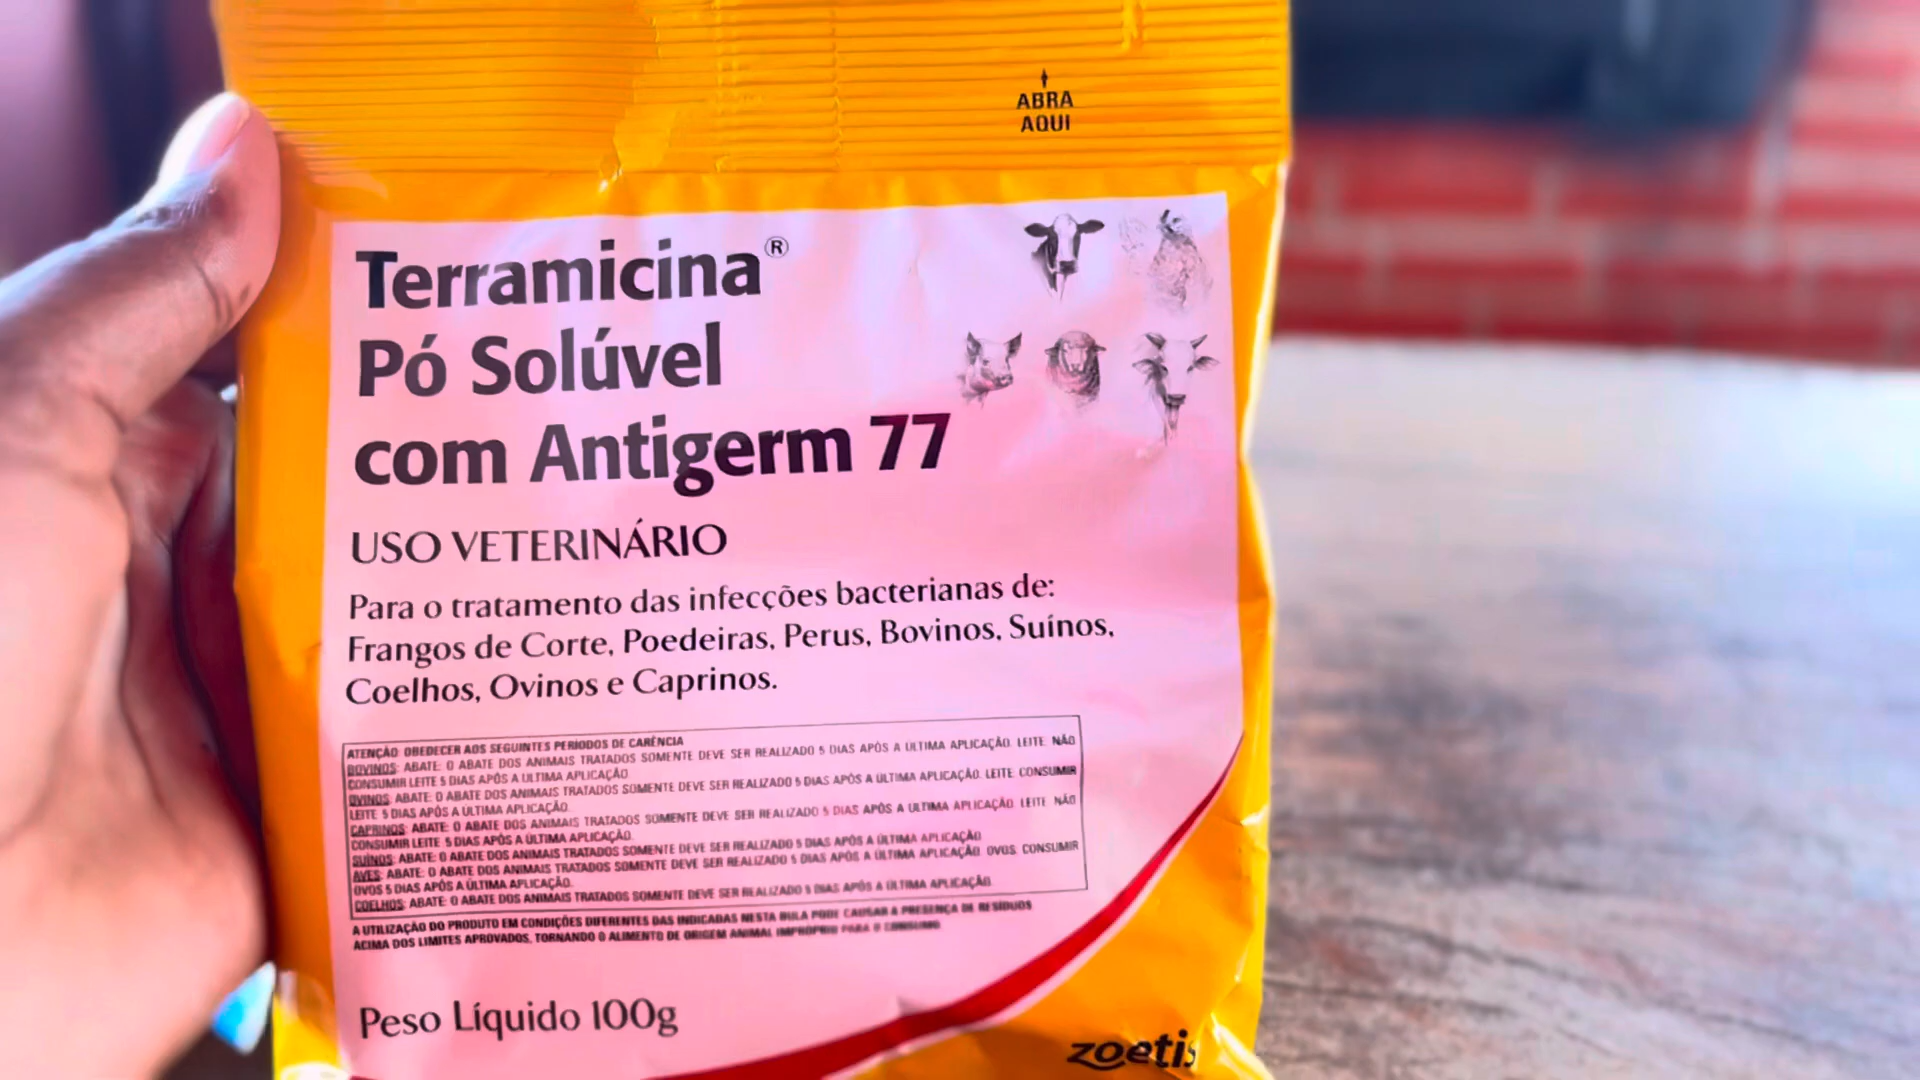 ABRA
AQUI
Terramicina®
Pó Solúvel
com Antigerm 77
USO VETERINÁRIO
Para o tratamento das infecções bacterianas de:
Frangos de Corte, Poedeiras, Perus, Bovinos, Suínos,
Coelhos, Ovinos e Caprinos.
ATENÇÃO: OBEDECER AOS SEGUINTES PERÍODOS DE CARÊNCIA
BOVINOS: ABATE: O ABATE DOS ANIMAIS TRATADOS SOMENTE DEVE SER REALIZADO 5 DIAS APÓS A ÚLTIMA APLICAÇÃO. LEITE: NÃO
CONSUMIR LEITE 5 DIAS APÓS A ULTIMA APLICAÇÃO
OVINOS: ABATE: O ABATE DOS ANIMAIS TRATADOS SOMENTE DEVE SER REALIZADO 5 DIAS APÓS A ÚLTIMA APLICAÇÃO. LEITE: CONSUMIR
LEITE 5 DIAS APÓS A ULTIMA APLICAÇÃO.
CAPRINOS: ABATE: O ABATE DOS ANIMAIS TRATADOS SOMENTE DEVE SER REALIZADO 5 DIAS APÓS A ULTIMA APLICAÇÃO. LEITE: NÃO
CONSUMIR LEITE 5 DIAS APÓS A ÚLTIMA APLICAÇÃO.
SUÍNOS: ABATE: O ABATE DOS ANIMAIS TRATADOS SOMENTE DEVE SER REALIZADO 5 DIAS APÓS A ÚLTIMA APLICAÇÃO
AVES: ABATE: O ABATE DOS ANIMAIS TRATADOS SOMENTE DEVE SER REALIZADO 5 DIAS APÓS A ÚLTIMA APLICAÇÃO. OVOS: CONSUMIR
OVOS 5 DIAS APÓS A ÚLTIMA APLICAÇÃO.
COELHOS: ABATE: O ABATE DOS ANIMAIS TRATADOS SOMENTE DEVE SER REALIZADO 5 DIAS APÓS A ÚLTIMA APLICAÇÃO.
A UTILIZAÇÃO DO PRODUTO EM CONDIÇÕES DIFERENTES DAS INDICADAS NESTA BULA PODE CAUSAR A PRESENÇA DE RESÍDUOS
ACIMA DOS LIMITES APROVADOS, TORNANDO O ALIMENTO DE ORIGEM ANIMAL IMPRÓPRIO PARA O CONSUMO
Peso Líquido 100g
zoetis